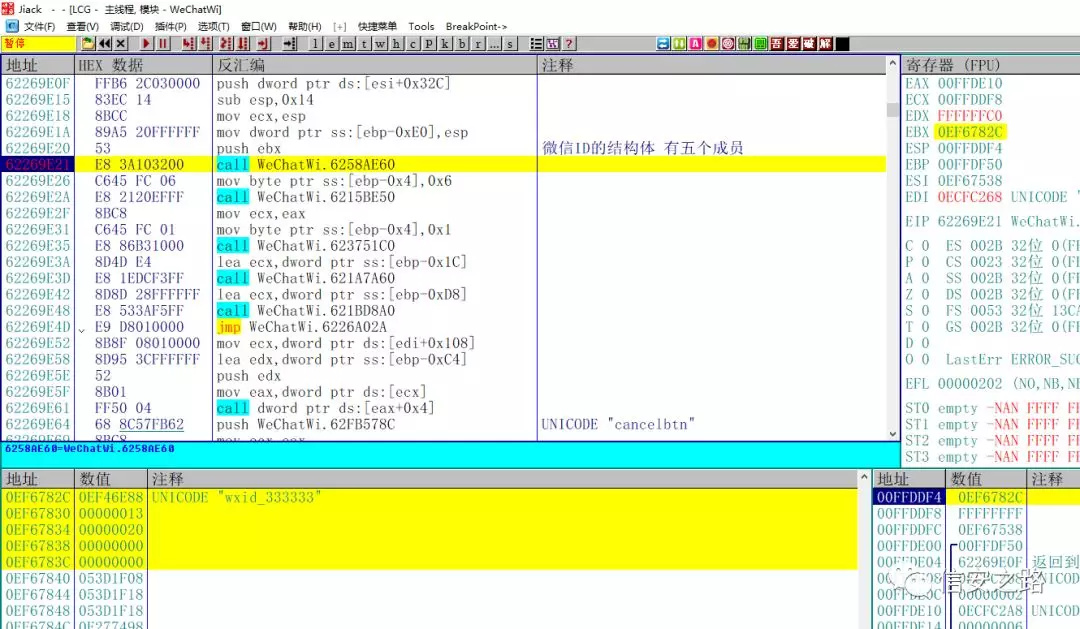 Jiack - - [LCG - 主线程, 模块 - WeChatWi]
文件(F) 查看(V) 调试(D) 插件(P) 选项(T) 窗口(W) 帮助(H) [+] 快捷菜单 Tools BreakPoint->
暂停 l e m t w h c P k b r ... s ? 吾 爱 破 解
地址 HEX 数据 反汇编 注释
62269E0F FFB6 2C030000 push dword ptr ds:[esi+0x32C]
62269E15 83EC 14 sub esp,0x14
62269E18 8BCC mov ecx,esp
62269E1A 89A5 20FFFFFF mov dword ptr ss:[ebp-0xE0],esp
62269E20 53 push ebx 微信ID的结构体 有五个成员
62269E21 E8 3A103200 call WeChatWi.6258AE60
62269E26 C645 FC 06 mov byte ptr ss:[ebp-0x4],0x6
62269E2A E8 2120EFFF call WeChatWi.6215BE50
62269E2F 8BC8 mov ecx,eax
62269E31 C645 FC 01 mov byte ptr ss:[ebp-0x4],0x1
62269E35 E8 86B31000 call WeChatWi.623751C0
62269E3A 8D4D E4 lea ecx,dword ptr ss:[ebp-0x1C]
62269E3D E8 1EDCF3FF call WeChatWi.621A7A60
62269E42 8D8D 28FFFFFF lea ecx,dword ptr ss:[ebp-0xD8]
62269E48 E8 533AF5FF call WeChatWi.621BD8A0
62269E4D E9 D8010000 jmp WeChatWi.6226A02A
62269E52 8B8F 08010000 mov ecx,dword ptr ds:[edi+0x108]
62269E58 8D95 3CFFFFFF lea edx,dword ptr ss:[ebp-0xC4]
62269E5E 52 push edx
62269E5F 8B01 mov eax,dword ptr ds:[ecx]
62269E61 FF50 04 call dword ptr ds:[eax+0x4]
62269E64 68 8C57FB62 push WeChatWi.62FB578C UNICODE "cancelbtn"
62269E69 8BC8 mov ecx,eax
6258AE60=WeChatWi.6258AE60
寄存器 (FPU)
EAX 00FFDE10
ECX 00FFDDF8
EDX FFFFFFC0
EBX 0EF6782C
ESP 00FFDDF4
EBP 00FFDF50
ESI 0EF67538
EDI 0ECFC268 UNICODE "
EIP 62269E21 WeChatWi.
C 0 ES 002B 32位 0(FF
P 0 CS 0023 32位 0(FF
A 0 SS 002B 32位 0(FF
Z 0 DS 002B 32位 0(FF
S 0 FS 0053 32位 13CA
T 0 GS 002B 32位 0(FF
D 0
O 0 LastErr ERROR_SUC
EFL 00000202 (NO,NB,NE
ST0 empty -NAN FFFF FF
ST1 empty -NAN FFFF FF
ST2 empty -NAN FFFF FF
ST3 empty -NAN FFFF FF
地址 数值 注释
0EF6782C 0EF46E88 UNICODE "wxid_333333"
0EF67830 00000013
0EF67834 00000020
0EF67838 00000000
0EF6783C 00000000
0EF67840 053D1F08
0EF67844 053D1F18
0EF67848 053D1F18
0EF6784C 0F277498
地址 数值 注释
00FFDDF4 0EF6782C
00FFDDF8 FFFFFFFF
00FFDDFC 0EF67538
00FFDE00 00FFDF50
00FFDE04 62269E0F 返回到
UNICOD
00000002
00FFDE10 0ECFC2A8 UNICOD
00FFDE14 00000006
信安之路